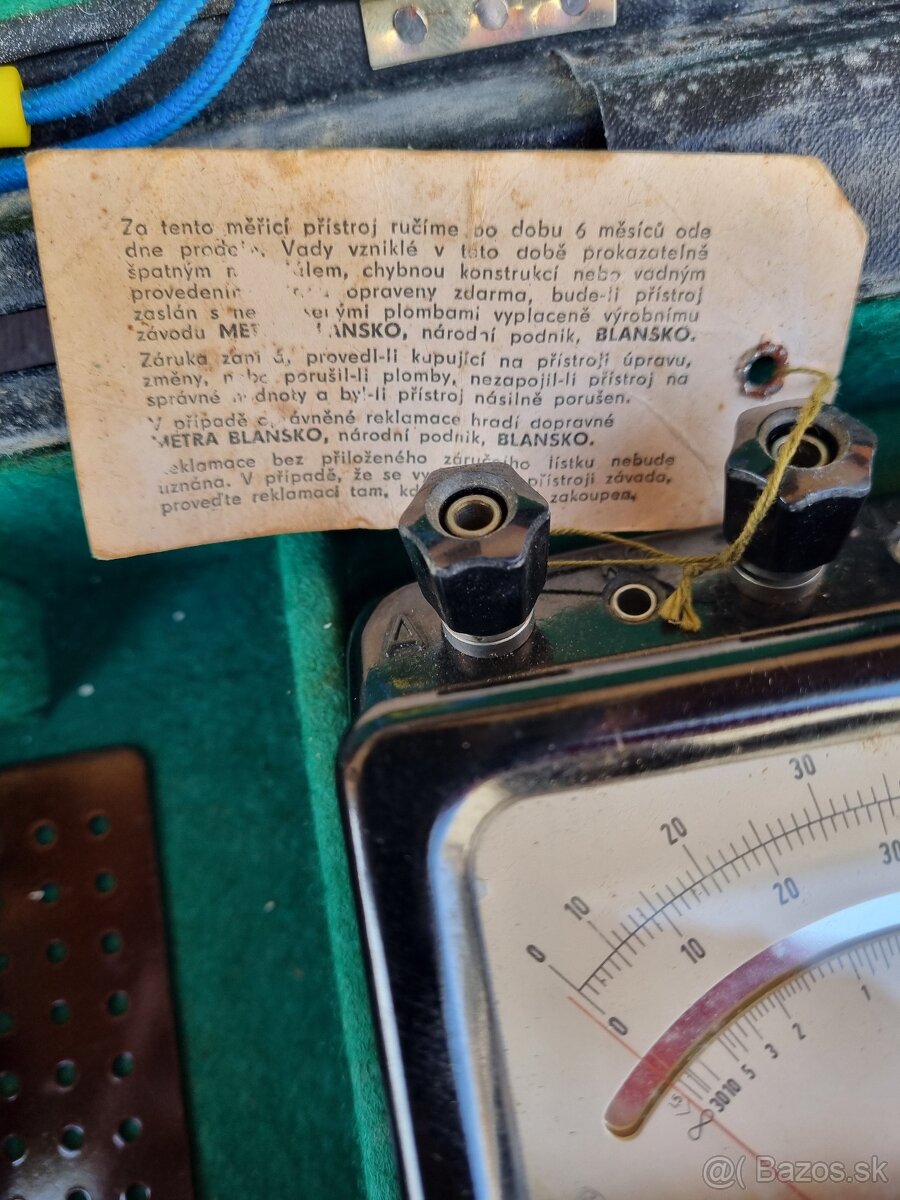 Za tento měřicí přístroj ručíme po dobu 6 měsíců ode
dne Vady vzniklé v této době prokazatelně
špatným chybnou konstrukcí nebo vadným
opraveny zdarma, bude-li přístroj
zaslán s plombami vyplaceně výrobnímu
závodu národní podnik, BLANSKO.
Záruka provedl-li kupující na přístroji úpravu,
změny, nebo porušil-li plomby, nezapojil-li přístroj na
správné a byl-li přístroj násilně porušen.
V případě reklamace hradí dopravné
METRA BLANSKO, národní podnik, BLANSKO.
bez přiloženého záručního lístku nebude
uznána. V případě, že se přístroji závada,
proveďte reklamaci tam, zakoupen.
A
0 10 20 30
0 10 20 30
∞ 30 10 5 3 2 1
1,5
@( Bazos.sk